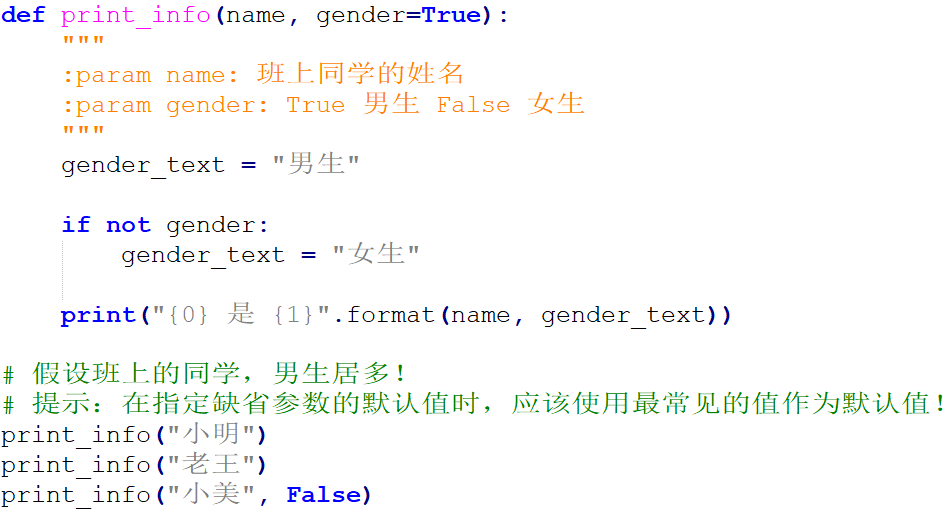 def print_info(name, gender=True):
    """
    :param name: 班上同学的姓名
    :param gender: True 男生 False 女生
    """
    gender_text = "男生"
    if not gender:
        gender_text = "女生"
    print("{0} 是 {1}".format(name, gender_text))
# 假设班上的同学，男生居多！
# 提示：在指定缺省参数的默认值时，应该使用最常见的值作为默认值！
print_info("小明")
print_info("老王")
print_info("小美", False)